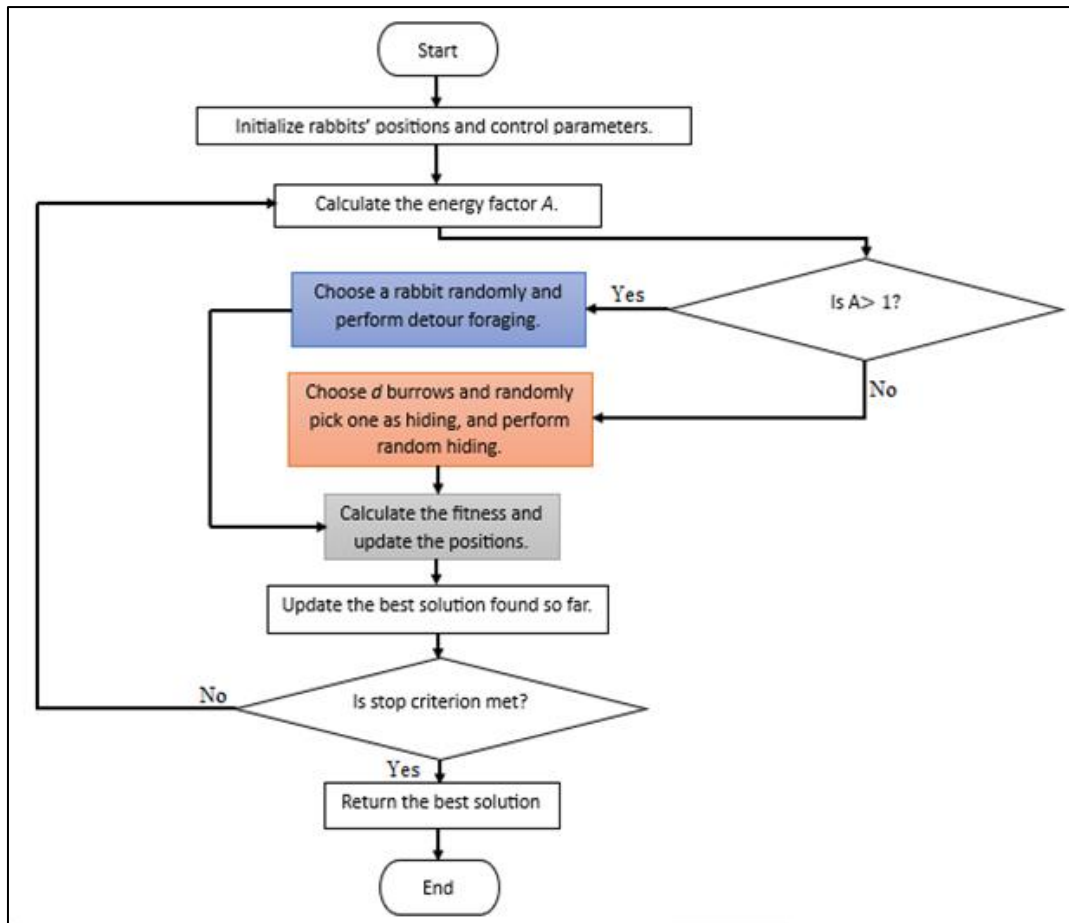 Start
Initialize rabbits' positions and control parameters.
Calculate the energy factor A.
Is A> 1?
Yes
Choose a rabbit randomly and
perform detour foraging.
No
Choose d burrows and randomly
pick one as hiding, and perform
random hiding.
Calculate the fitness and
update the positions.
Update the best solution found so far.
Is stop criterion met?
No
Yes
Return the best solution
End